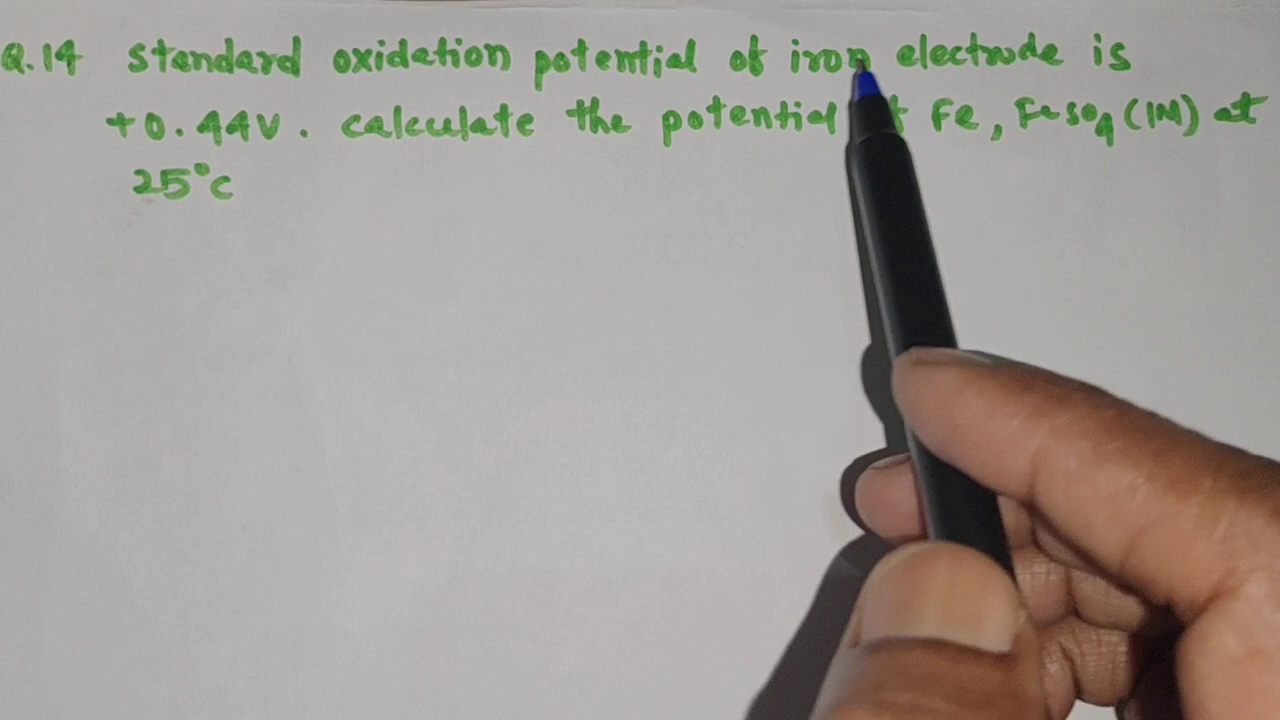 Q.14 Standard oxidation potential of iron electrode is
+0.44V. calculate the potential Fe, FeSO4 (1M) at
25°C